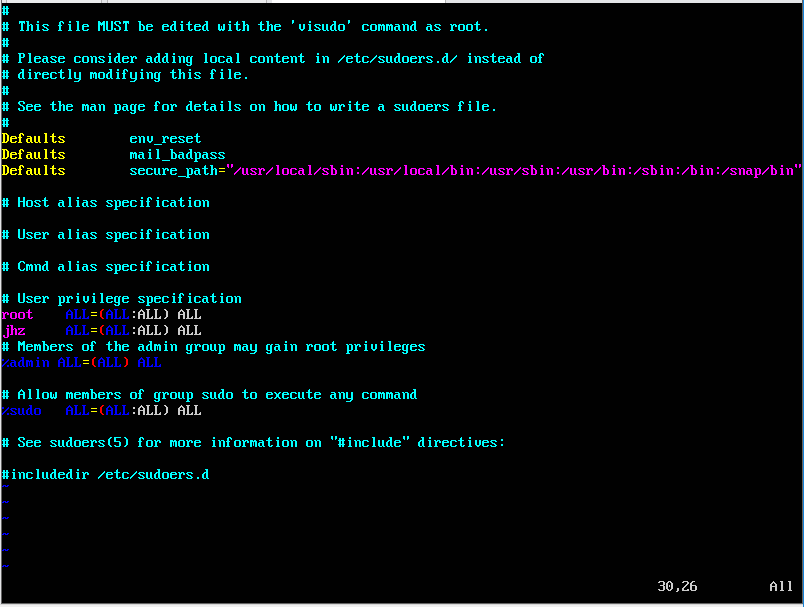 #
# This file MUST be edited with the 'visudo' command as root.
#
# Please consider adding local content in /etc/sudoers.d/ instead of
# directly modifying this file.
#
# See the man page for details on how to write a sudoers file.
#
Defaults        env_reset
Defaults        mail_badpass
Defaults        secure_path="/usr/local/sbin:/usr/local/bin:/usr/sbin:/usr/bin:/sbin:/bin:/snap/bin"
# Host alias specification
# User alias specification
# Cmnd alias specification
# User privilege specification
root    ALL=(ALL:ALL) ALL
jhz     ALL=(ALL:ALL) ALL
# Members of the admin group may gain root privileges
%admin ALL=(ALL) ALL
# Allow members of group sudo to execute any command
%sudo   ALL=(ALL:ALL) ALL
# See sudoers(5) for more information on "#include" directives:
#includedir /etc/sudoers.d
~
~
~
~
~
~
30,26         All